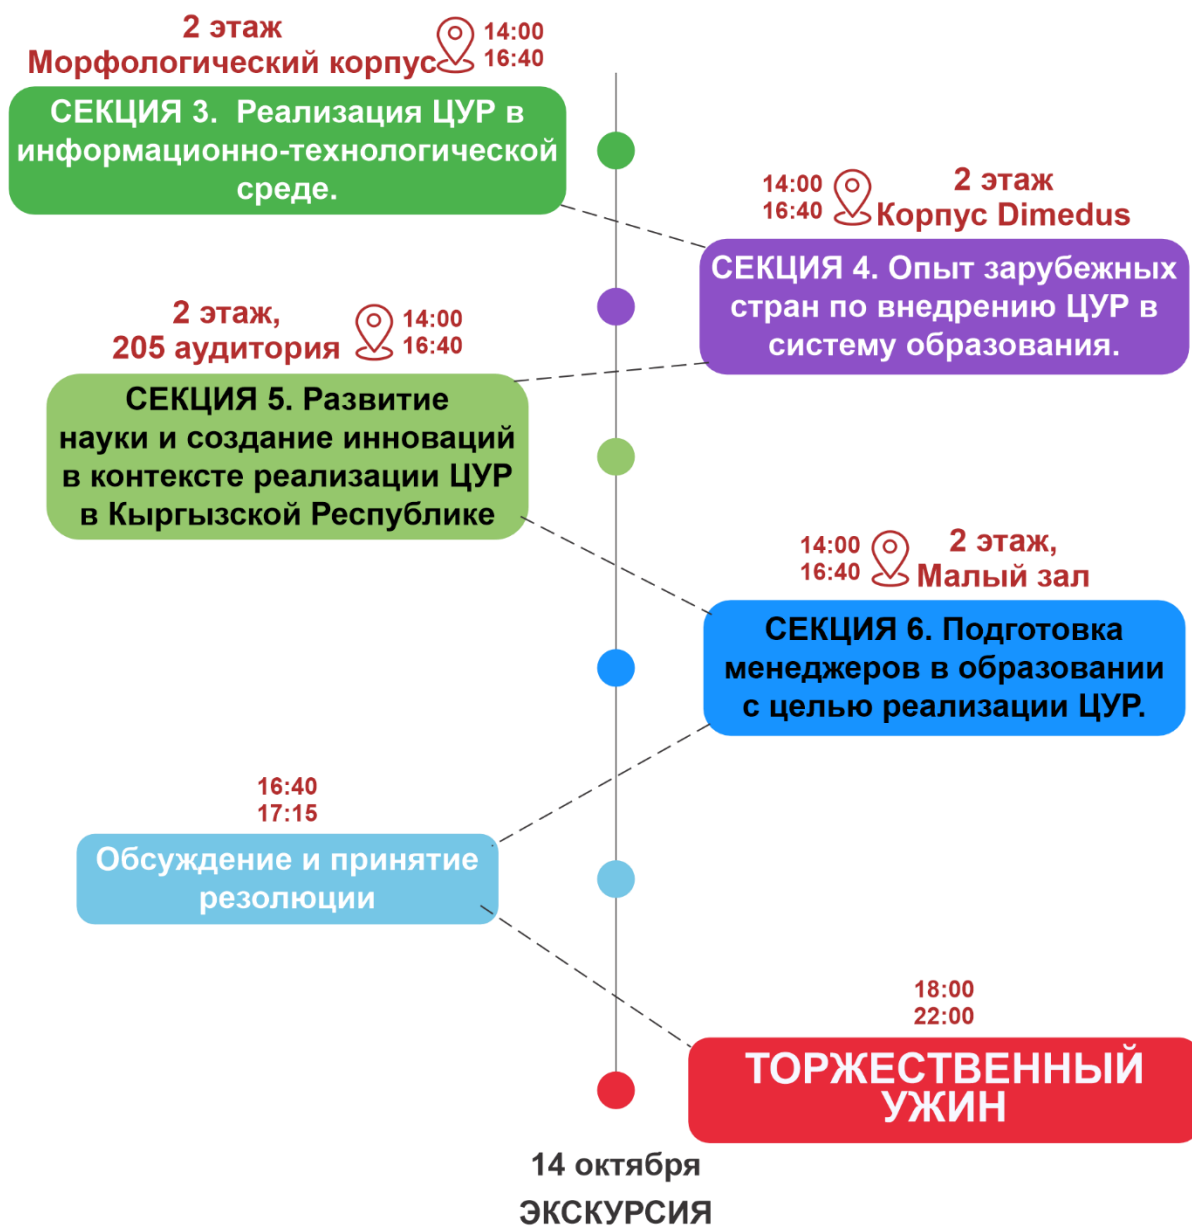 2 этаж
Морфологический корпус
14:00
16:40
СЕКЦИЯ 3. Реализация ЦУР в
информационно-технологической
среде.
14:00
16:40
2 этаж
Корпус Dimedus
СЕКЦИЯ 4. Опыт зарубежных
стран по внедрению ЦУР в
систему образования.
2 этаж,
205 аудитория
14:00
16:40
СЕКЦИЯ 5. Развитие
науки и создание инноваций
в контексте реализации ЦУР
в Кыргызской Республике
14:00
16:40
2 этаж,
Малый зал
СЕКЦИЯ 6. Подготовка
менеджеров в образовании
с целью реализации ЦУР.
16:40
17:15
Обсуждение и принятие
резолюции
18:00
22:00
ТОРЖЕСТВЕННЫЙ
УЖИН
14 октября
ЭКСКУРСИЯ